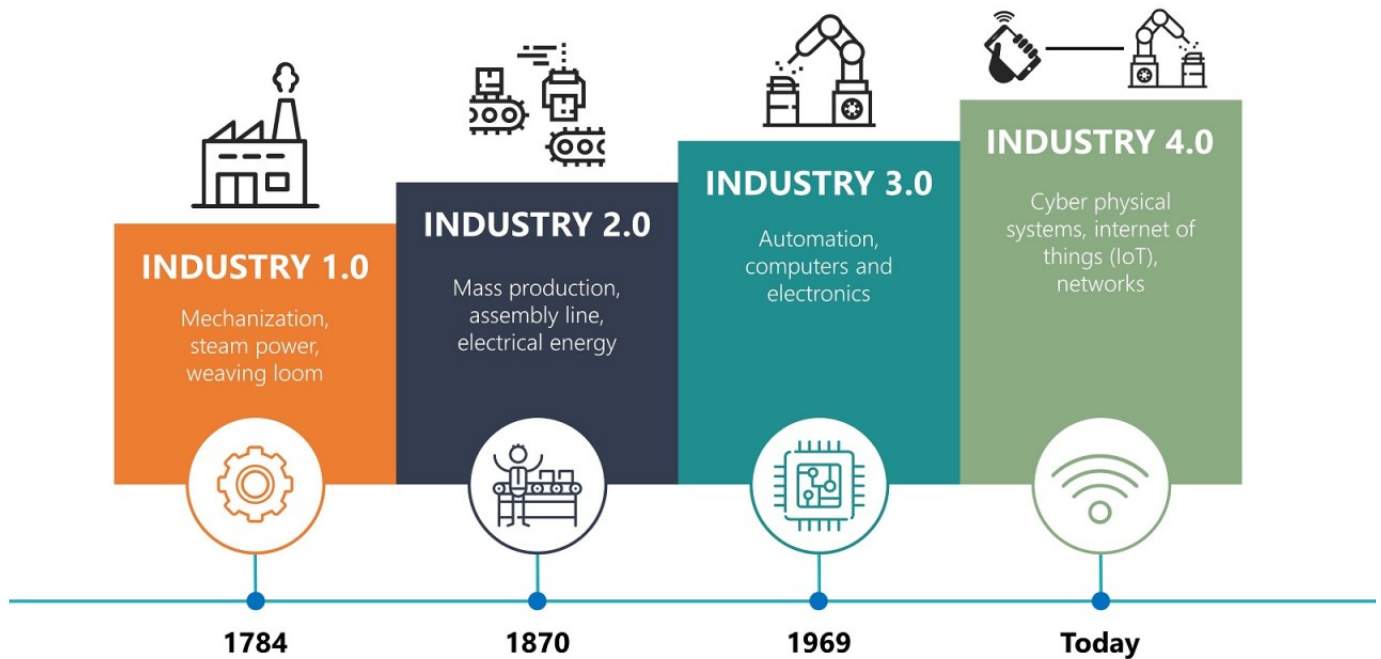 INDUSTRY 1.0
Mechanization,
steam power,
weaving loom
INDUSTRY 2.0
Mass production,
assembly line,
electrical energy
INDUSTRY 3.0
Automation,
computers and
electronics
INDUSTRY 4.0
Cyber physical
systems, internet of
things (IoT),
networks
1784
1870
1969
Today